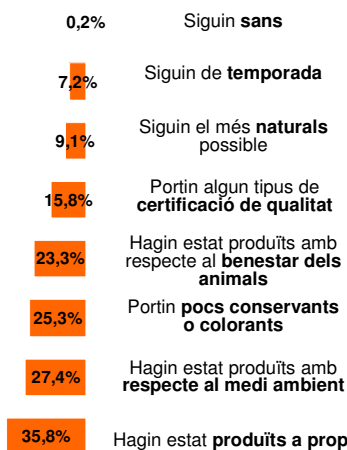 0,2% Siguin sans
7,2% Siguin de temporada
9,1% Siguin el més naturals
possible
15,8% Portin algun tipus de
certificació de qualitat
Hagin estat produïts amb
23,3% respecte al benestar dels
animals
25,3% Portin pocs conservants
o colorants
27,4% Hagin estat produïts amb
respecte al medi ambient
35,8% Hagin estat produïts a prop